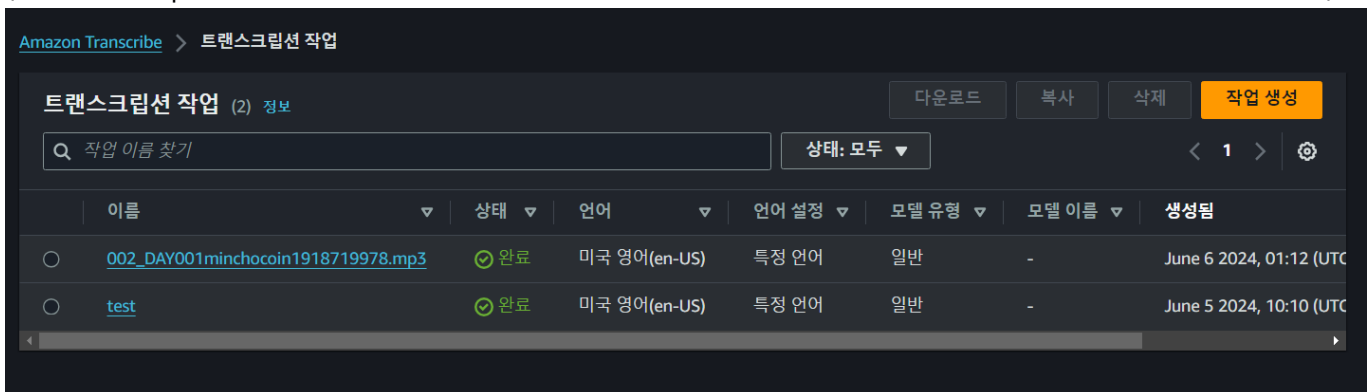 Amazon Transcribe > 트랜스크립션 작업
트랜스크립션 작업 (2) 정보
다운로드 복사 삭제 작업 생성
작업 이름 찾기
상태: 모두
1
이름 상태 언어 언어 설정 모델 유형 모델 이름 생성됨
002_DAY001minchocoin1918719978.mp3 완료 미국 영어(en-US) 특정 언어 일반 - June 6 2024, 01:12 (UTC
test 완료 미국 영어(en-US) 특정 언어 일반 - June 5 2024, 10:10 (UTC